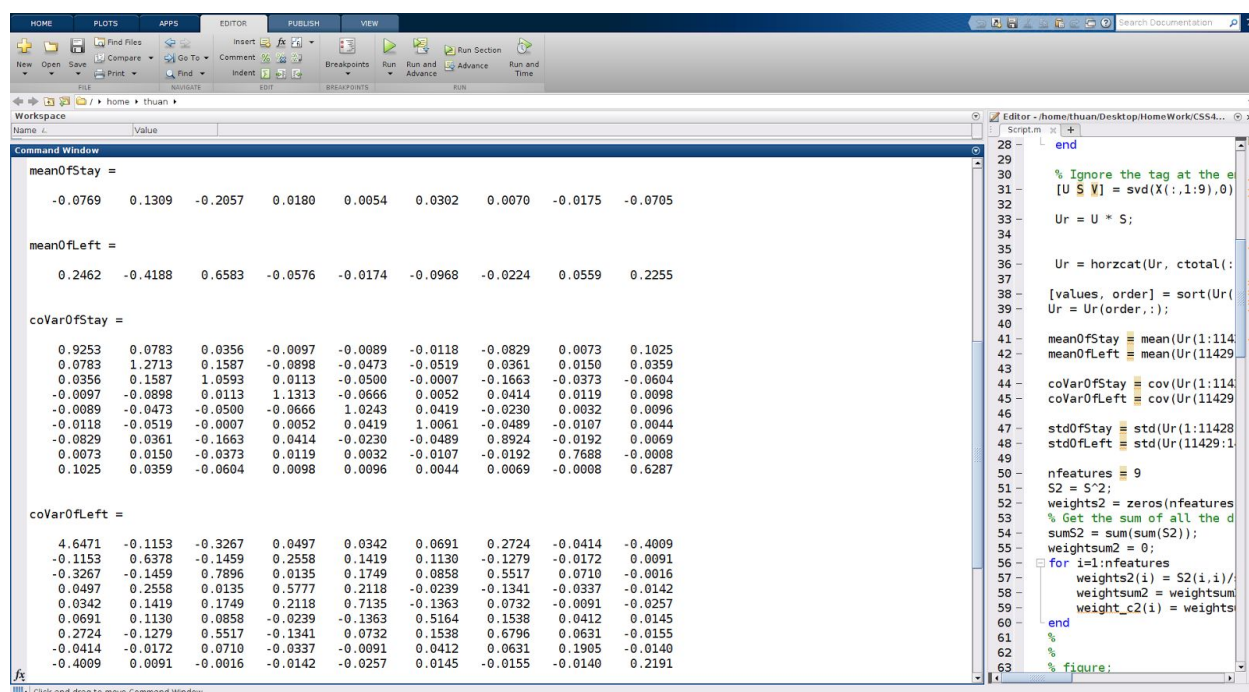 HOME PLOTS APPS EDITOR PUBLISH VIEW
Search Documentation
New Open Save Find Files Compare Print Go To Find Insert Comment Indent fx Breakpoints Run Run and Advance Run Section Advance Run and Time
FILE NAVIGATE EDIT BREAKPOINTS RUN
/ home thuan
Workspace
Name Value
Command Window
meanOfStay =
-0.0769 0.1309 -0.2057 0.0180 0.0054 0.0302 0.0070 -0.0175 -0.0705
meanOfLeft =
0.2462 -0.4188 0.6583 -0.0576 -0.0174 -0.0968 -0.0224 0.0559 0.2255
coVarOfStay =
0.9253 0.0783 0.0356 -0.0097 -0.0089 -0.0118 -0.0829 0.0073 0.1025
0.0783 1.2713 0.1587 -0.0898 -0.0473 -0.0519 0.0361 0.0150 0.0359
0.0356 0.1587 1.0593 0.0113 -0.0500 -0.0007 -0.1663 -0.0373 -0.0604
-0.0097 -0.0898 0.0113 1.1313 -0.0666 0.0052 0.0414 0.0119 0.0098
-0.0089 -0.0473 -0.0500 -0.0666 1.0243 0.0419 -0.0230 0.0032 0.0096
-0.0118 -0.0519 -0.0007 0.0052 0.0419 1.0061 -0.0489 -0.0107 0.0044
-0.0829 0.0361 -0.1663 0.0414 -0.0230 -0.0489 0.8924 -0.0192 0.0069
0.0073 0.0150 -0.0373 0.0119 0.0032 -0.0107 -0.0192 0.7688 -0.0008
0.1025 0.0359 -0.0604 0.0098 0.0096 0.0044 0.0069 -0.0008 0.6287
coVarOfLeft =
4.6471 -0.1153 -0.3267 0.0497 0.0342 0.0691 0.2724 -0.0414 -0.4009
-0.1153 0.6378 -0.1459 0.2558 0.1419 0.1130 -0.1279 -0.0172 0.0091
-0.3267 -0.1459 0.7896 0.0135 0.1749 0.0858 0.5517 0.0710 -0.0016
0.0497 0.2558 0.0135 0.5777 0.2118 -0.0239 -0.1341 -0.0337 -0.0142
0.0342 0.1419 0.1749 0.2118 0.7135 -0.1363 0.0732 -0.0091 -0.0257
0.0691 0.1130 0.0858 -0.0239 -0.1363 0.5164 0.1538 0.0412 0.0145
0.2724 -0.1279 0.5517 -0.1341 0.0732 0.1538 0.6796 0.0631 -0.0155
-0.0414 -0.0172 0.0710 -0.0337 -0.0091 0.0412 0.0631 0.1905 -0.0140
-0.4009 0.0091 -0.0016 -0.0142 -0.0257 0.0145 -0.0155 -0.0140 0.2191
fx
Click and drag to move Command Window
Editor - /home/thuan/Desktop/HomeWork/CSS4...
Script.m
28 end
29
30 % Ignore the tag at the e
31 [U S V] = svd(X(:,1:9),0)
32
33 Ur = U * S;
34
35
36 Ur = horzcat(Ur, ctotal(:
37
38 [values, order] = sort(Ur(
39 Ur = Ur(order,:);
40
41 meanOfStay = mean(Ur(1:114
42 meanOfLeft = mean(Ur(11429
43
44 coVarOfStay = cov(Ur(1:114
45 coVarOfLeft = cov(Ur(11429
46
47 stdOfStay = std(Ur(1:11428
48 stdOfLeft = std(Ur(11429:1
49
50 nfeatures = 9
51 S2 = S^2;
52 weights2 = zeros(nfeatures
53 % Get the sum of all the d
54 sumS2 = sum(sum(S2));
55 weightsum2 = 0;
56 for i=1:nfeatures
57 weights2(i) = S2(i,i)/
58 weightsum2 = weightsum
59 weight_c2(i) = weights
60 end
61 %
62 %
63 % figure;